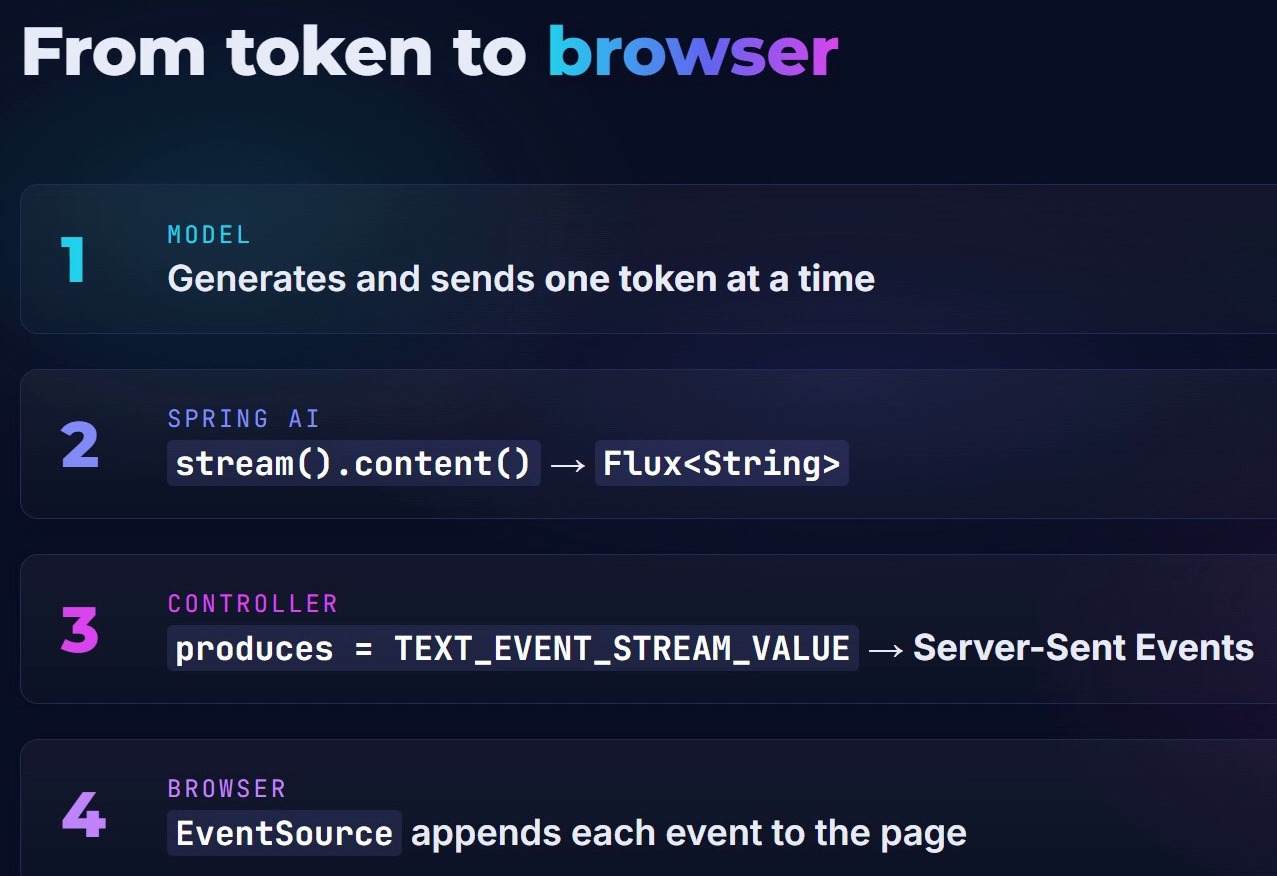 From token to browser
1
MODEL
Generates and sends one token at a time
2
SPRING AI
stream().content() → Flux<String>
3
CONTROLLER
produces = TEXT_EVENT_STREAM_VALUE → Server-Sent Events
4
BROWSER
EventSource appends each event to the page